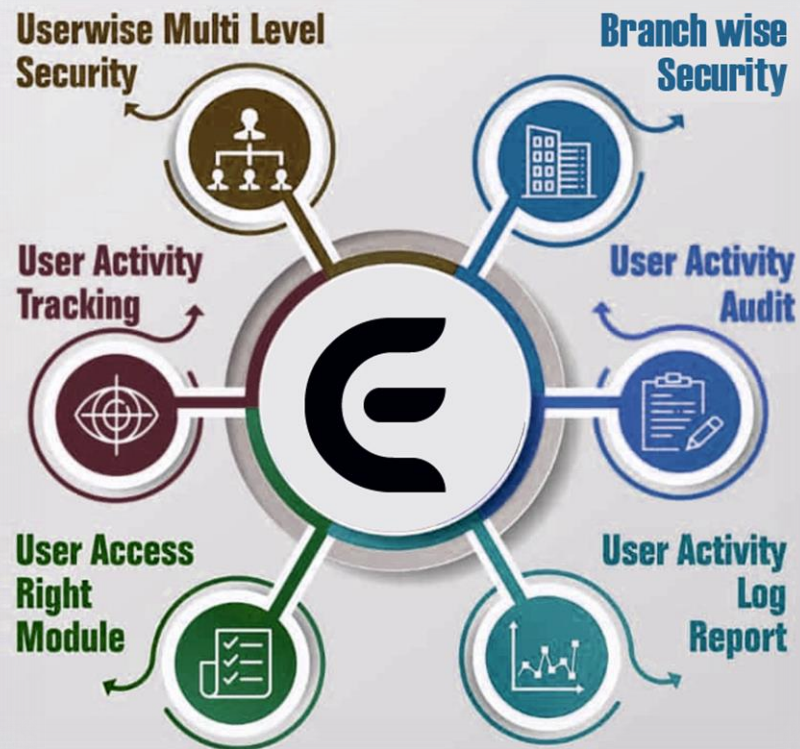 Userwise Multi Level
Security
Branch wise
Security
User Activity
Tracking
User Activity
Audit
User Access
Right
Module
User Activity
Log
Report